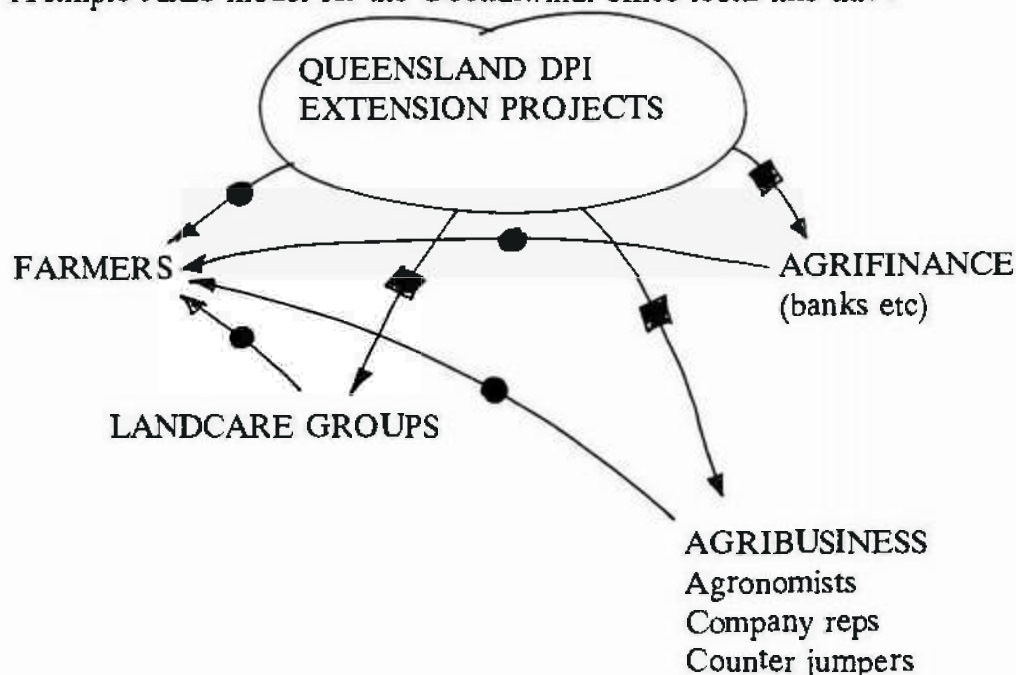 QUEENSLAND DPI
EXTENSION PROJECTS
FARMERS
AGRIFINANCE
(banks etc)
LANDCARE GROUPS
AGRIBUSINESS
Agronomists
Company reps
Counter jumpers